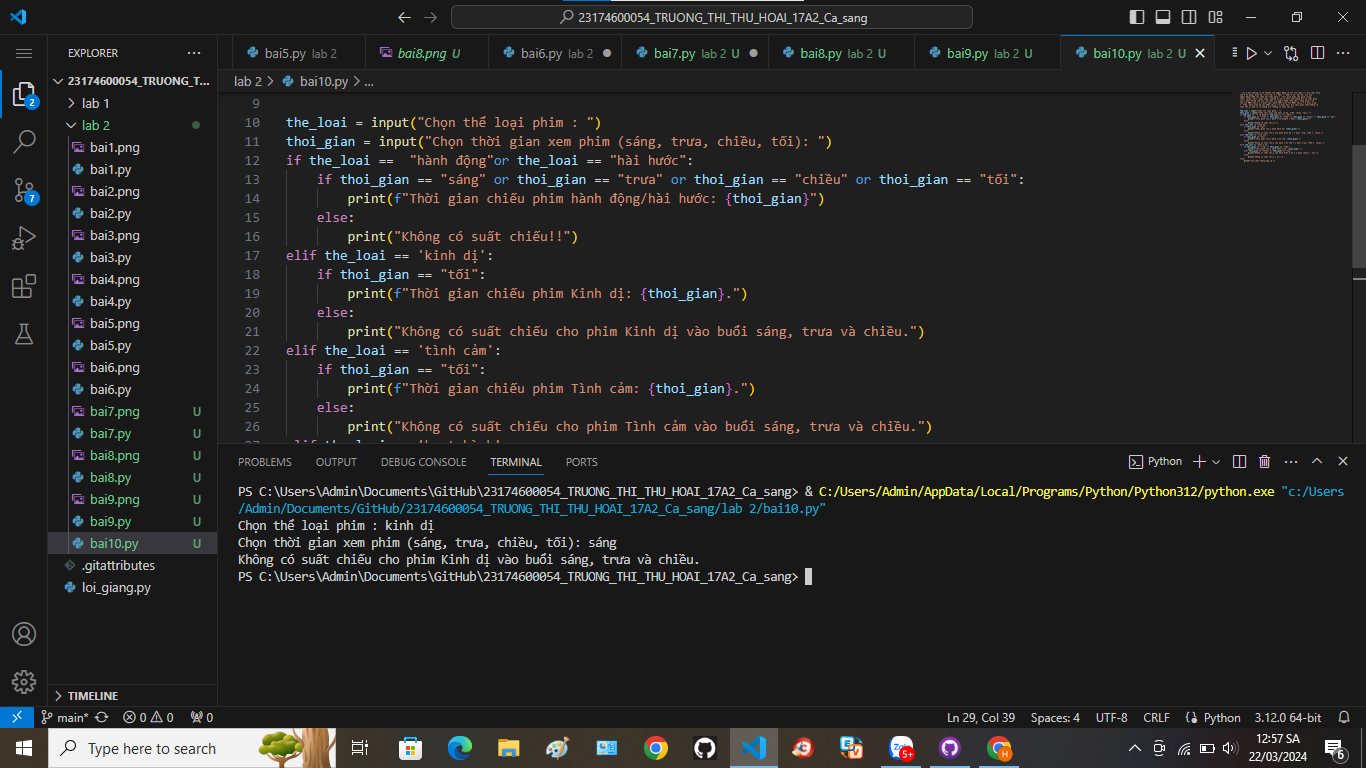 23174600054_TRUONG_THI_THU_HOAI_17A2_Ca_sang
EXPLORER
bai5.py lab 2
bai8.png U
bai6.py lab 2
bai7.py lab 2 U
bai8.py lab 2 U
bai9.py lab 2 U
bai10.py lab 2 U
23174600054_TRUONG_T...
lab 1
lab 2
bai1.png
bai1.py
bai2.png
bai2.py
bai3.png
bai3.py
bai4.png
bai4.py
bai5.png
bai5.py
bai6.png
bai6.py
bai7.png U
bai7.py U
bai8.png U
bai8.py U
bai9.png U
bai9.py U
bai10.py U
.gitattributes
loi_giang.py
TIMELINE
2
7
lab 2 > bai10.py > ...
9
10 the_loai = input("Chọn thể loại phim : ")
11 thoi_gian = input("Chọn thời gian xem phim (sáng, trưa, chiều, tối): ")
12 if the_loai ==  "hành động"or the_loai == "hài hước":
13 if thoi_gian == "sáng" or thoi_gian == "trưa" or thoi_gian == "chiều" or thoi_gian == "tối":
14 print(f"Thời gian chiếu phim hành động/hài hước: {thoi_gian}")
15 else:
16 print("Không có suất chiếu!!")
17 elif the_loai == 'kinh dị':
18 if thoi_gian == "tối":
19 print(f"Thời gian chiếu phim Kinh dị: {thoi_gian}.")
20 else:
21 print("Không có suất chiếu cho phim Kinh dị vào buổi sáng, trưa và chiều.")
22 elif the_loai == 'tình cảm':
23 if thoi_gian == "tối":
24 print(f"Thời gian chiếu phim Tình cảm: {thoi_gian}.")
25 else:
26 print("Không có suất chiếu cho phim Tình cảm vào buổi sáng, trưa và chiều.")
PROBLEMS OUTPUT DEBUG CONSOLE TERMINAL PORTS
Python
PS C:\Users\Admin\Documents\GitHub\23174600054_TRUONG_THI_THU_HOAI_17A2_Ca_sang> & C:/Users/Admin/AppData/Local/Programs/Python/Python312/python.exe "c:/Users
/Admin/Documents/GitHub/23174600054_TRUONG_THI_THU_HOAI_17A2_Ca_sang/lab 2/bai10.py"
Chọn thể loại phim : kinh dị
Chọn thời gian xem phim (sáng, trưa, chiều, tối): sáng
Không có suất chiếu cho phim Kinh dị vào buổi sáng, trưa và chiều.
PS C:\Users\Admin\Documents\GitHub\23174600054_TRUONG_THI_THU_HOAI_17A2_Ca_sang>
main* 0 0 0
Ln 29, Col 39 Spaces: 4 UTF-8 CRLF Python 3.12.0 64-bit
Type here to search
5+
H
12:57 SA
22/03/2024
6